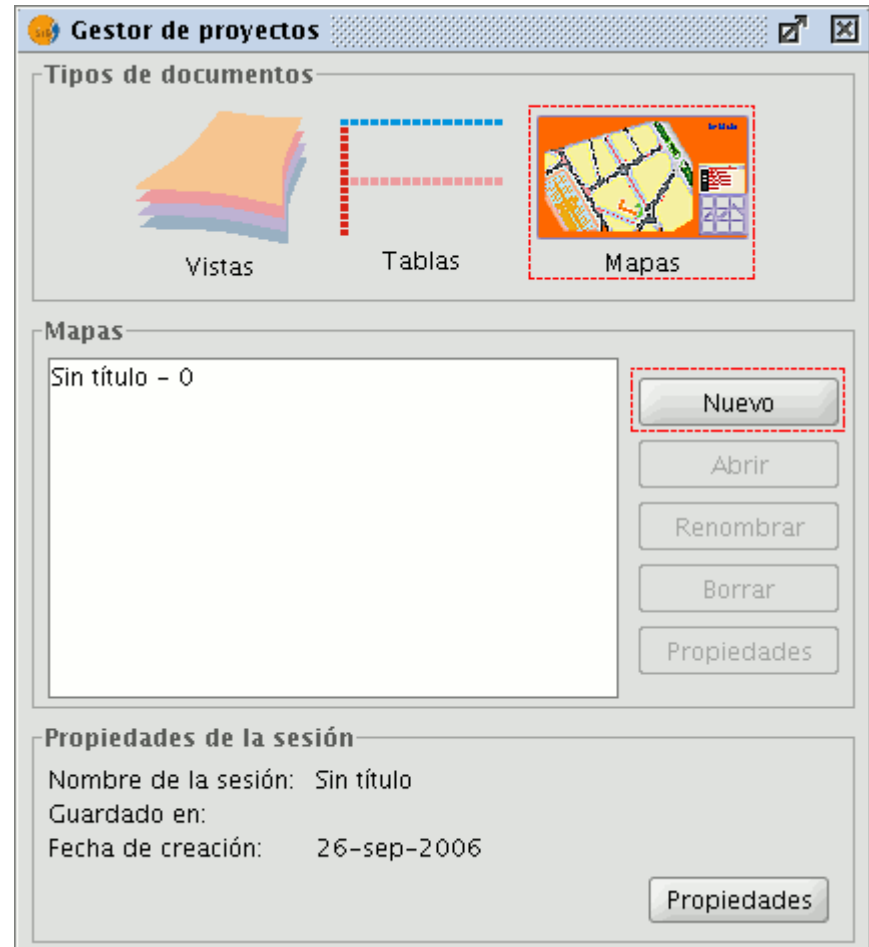 Gestor de proyectos
Tipos de documentos
Vistas
Tablas
Mapas
Mapas
Sin título – 0
Nuevo
Abrir
Renombrar
Borrar
Propiedades
Propiedades de la sesión
Nombre de la sesión: Sin título
Guardado en:
Fecha de creación: 26-sep-2006
Propiedades